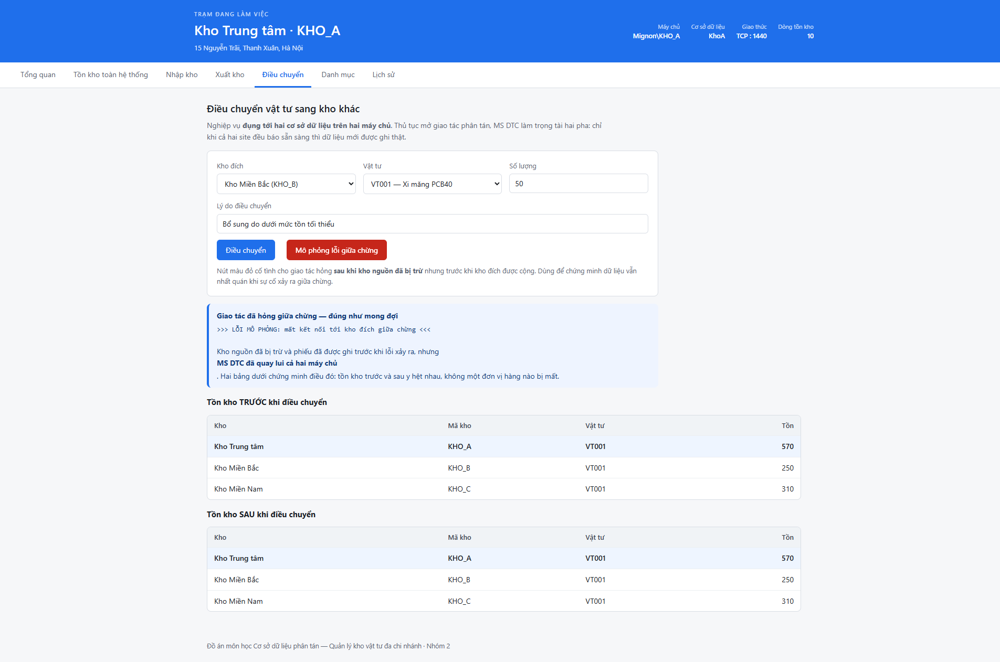 TRẠM ĐANG LÀM VIỆC
Kho Trung tâm · KHO_A
15 Nguyễn Trãi, Thanh Xuân, Hà Nội
Máy chủ Cơ sở dữ liệu Giao thức Dòng tồn kho
Mignon\KHO_A KhoA TCP : 1440 10
Tổng quan Tồn kho toàn hệ thống Nhập kho Xuất kho Điều chuyển Danh mục Lịch sử
Điều chuyển vật tư sang kho khác
Nghiệp vụ đụng tới hai cơ sở dữ liệu trên hai máy chủ. Thủ tục mở giao tác phân tán, MS DTC làm trọng tài hai pha: chỉ
khi cả hai site đều báo sẵn sàng thì dữ liệu mới được ghi thật.
Kho đích Vật tư Số lượng
Kho Miền Bắc (KHO_B) VT001 — Xi măng PCB40 50
Lý do điều chuyển
Bổ sung do dưới mức tồn tối thiểu
Điều chuyển Mô phỏng lỗi giữa chừng
Nút màu đỏ cố tình cho giao tác hỏng sau khi kho nguồn đã bị trừ nhưng trước khi kho đích được cộng. Dùng để chứng minh dữ liệu vẫn
nhất quán khi sự cố xảy ra giữa chừng.
Giao tác đã hỏng giữa chừng — đúng như mong đợi
>>> LỖI MÔ PHỎNG: mất kết nối tới kho đích giữa chừng <<<
Kho nguồn đã bị trừ và phiếu đã được ghi trước khi lỗi xảy ra, nhưng
MS DTC đã quay lui cả hai máy chủ
. Hai bảng dưới chứng minh điều đó: tồn kho trước và sau y hệt nhau, không một đơn vị hàng nào bị mất.
Tồn kho TRƯỚC khi điều chuyển
Kho Mã kho Vật tư Tồn
Kho Trung tâm KHO_A VT001 570
Kho Miền Bắc KHO_B VT001 250
Kho Miền Nam KHO_C VT001 310
Tồn kho SAU khi điều chuyển
Kho Mã kho Vật tư Tồn
Kho Trung tâm KHO_A VT001 570
Kho Miền Bắc KHO_B VT001 250
Kho Miền Nam KHO_C VT001 310
Đồ án môn học Cơ sở dữ liệu phân tán — Quản lý kho vật tư đa chi nhánh · Nhóm 2